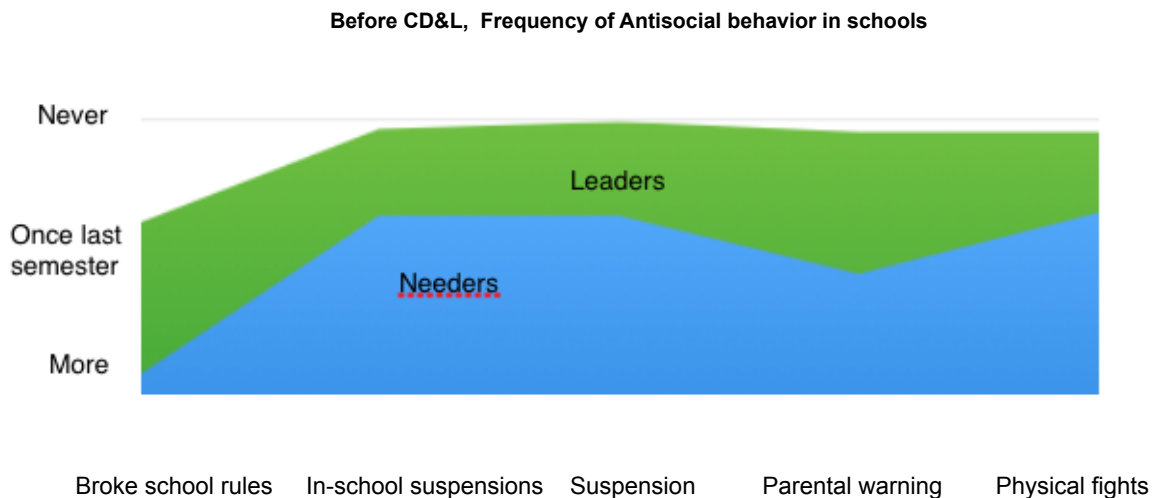 Before CD&L, Frequency of Antisocial behavior in schools
Never
Leaders
Once last
semester
Needers
More
Broke school rules In-school suspensions Suspension Parental warning Physical fights